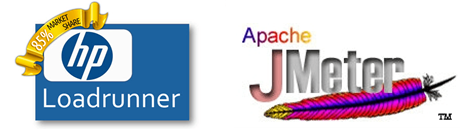 85% MARKET
SHARE
hp
Loadrunner
Apache
JMeter
TM